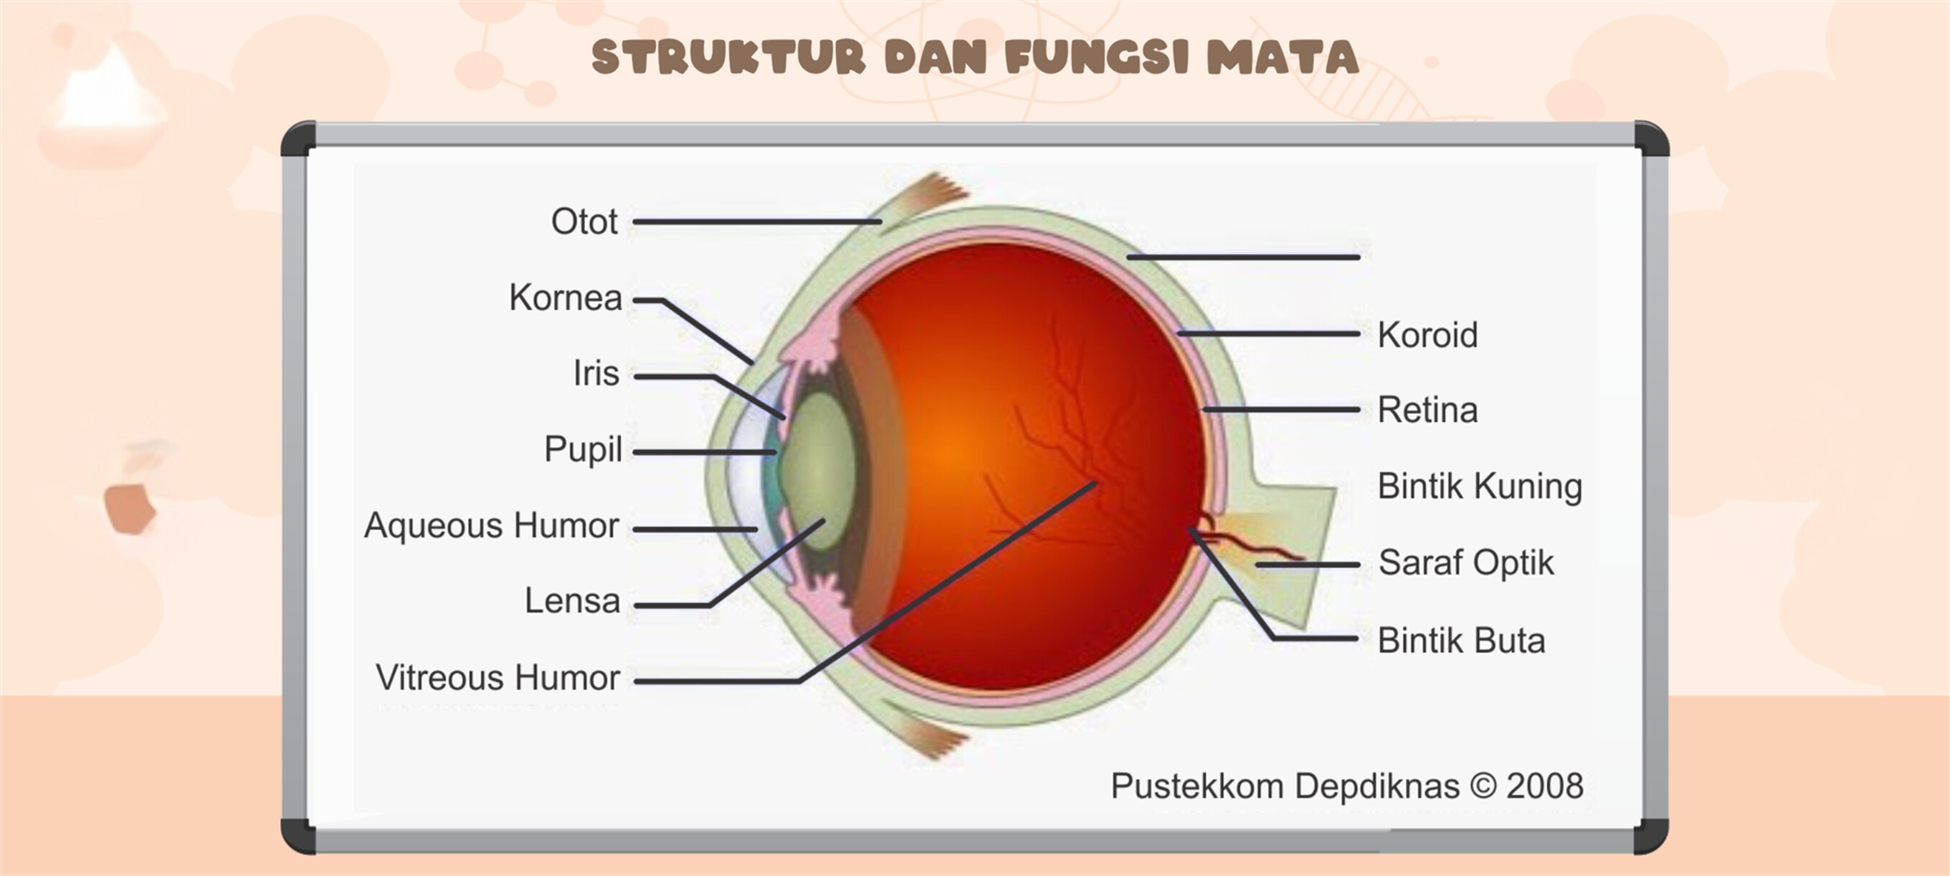 STRUKTUR DAN FUNGSI MATA
Otot
Kornea
Iris
Pupil
Aqueous Humor
Lensa
Vitreous Humor
Koroid
Retina
Bintik Kuning
Saraf Optik
Bintik Buta
Pustekkom Depdiknas © 2008